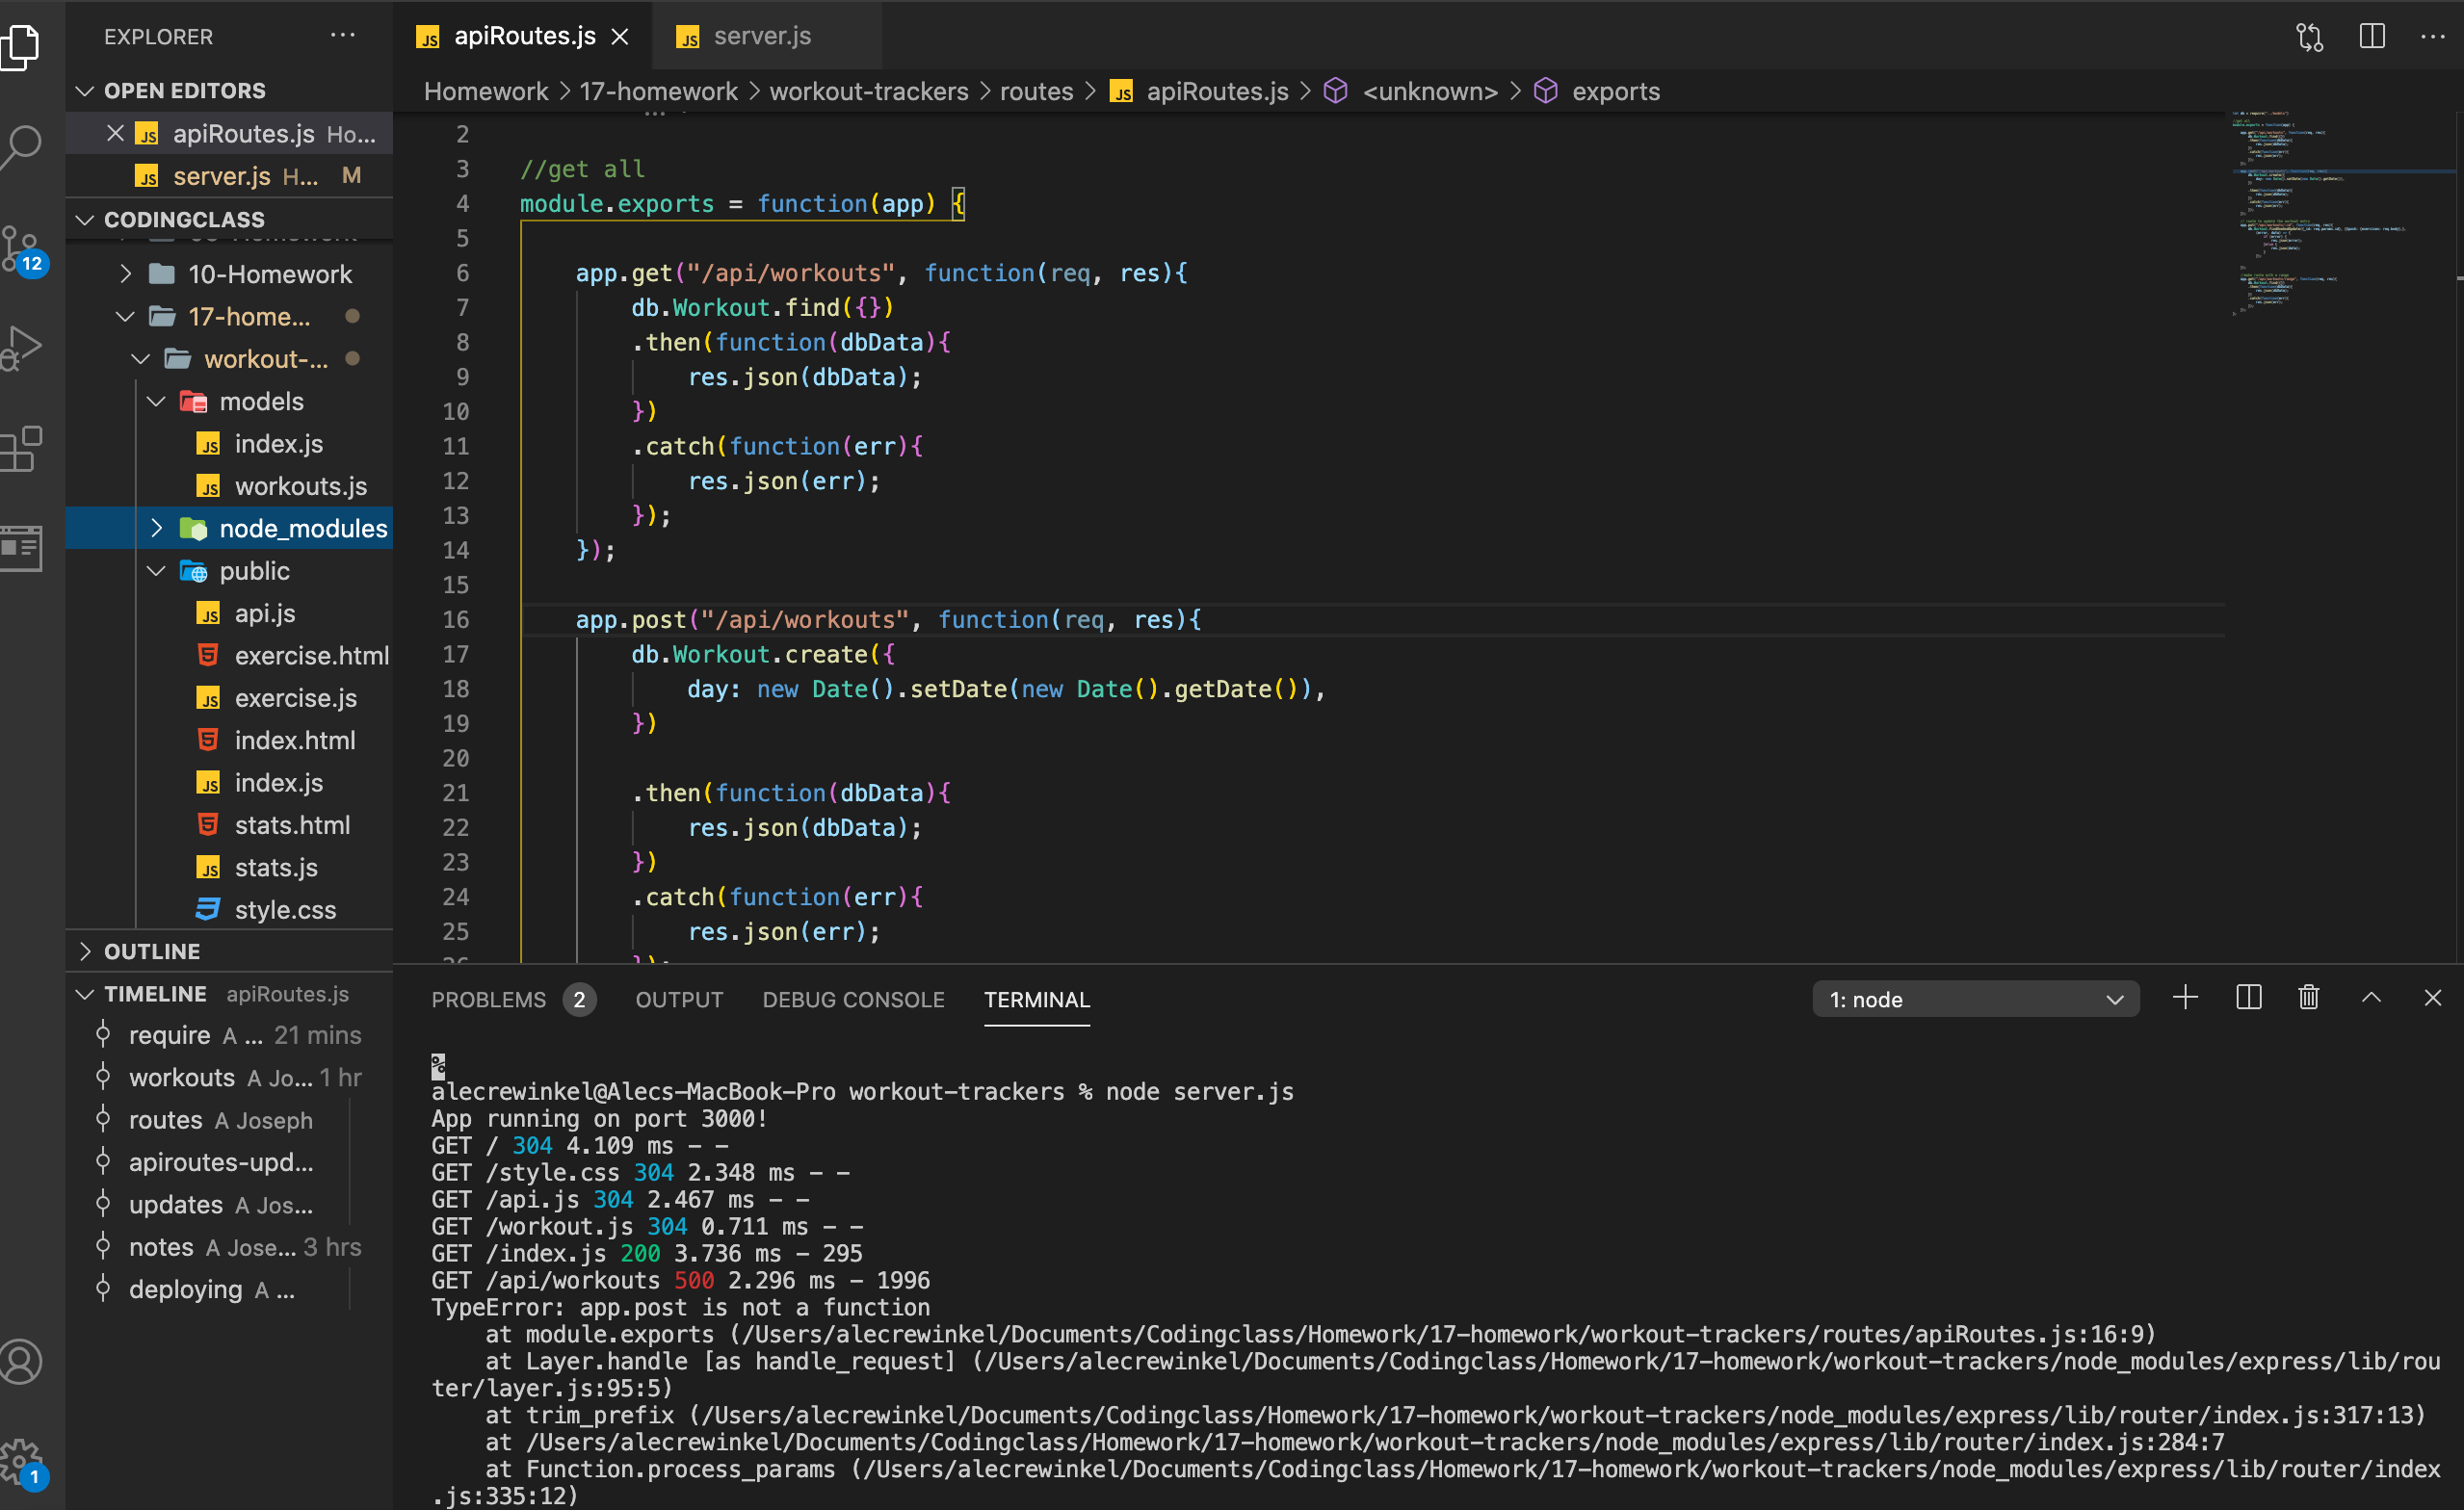 EXPLORER
OPEN EDITORS
apiRoutes.js Ho...
server.js H... M
CODINGCLASS
10-Homework
17-home...
workout-...
models
index.js
workouts.js
node_modules
public
api.js
exercise.html
exercise.js
index.html
index.js
stats.html
stats.js
style.css
OUTLINE
TIMELINE apiRoutes.js
require A ... 21 mins
workouts A Jo... 1 hr
routes A Joseph
apiroutes-upd...
updates A Jos...
notes A Jose... 3 hrs
deploying A ...
12
1
apiRoutes.js
server.js
Homework > 17-homework > workout-trackers > routes > apiRoutes.js > <unknown> > exports
2
3 //get all
4 module.exports = function(app) {
5
6 app.get("/api/workouts", function(req, res){
7 db.Workout.find({})
8 .then(function(dbData){
9 res.json(dbData);
10 })
11 .catch(function(err){
12 res.json(err);
13 });
14 });
15
16 app.post("/api/workouts", function(req, res){
17 db.Workout.create({
18 day: new Date().setDate(new Date().getDate()),
19 })
20
21 .then(function(dbData){
22 res.json(dbData);
23 })
24 .catch(function(err){
25 res.json(err);
PROBLEMS 2 OUTPUT DEBUG CONSOLE TERMINAL 1: node
%
alecrewinkel@Alecs-MacBook-Pro workout-trackers % node server.js
App running on port 3000!
GET / 304 4.109 ms - -
GET /style.css 304 2.348 ms - -
GET /api.js 304 2.467 ms - -
GET /workout.js 304 0.711 ms - -
GET /index.js 200 3.736 ms - 295
GET /api/workouts 500 2.296 ms - 1996
TypeError: app.post is not a function
at module.exports (/Users/alecrewinkel/Documents/Codingclass/Homework/17-homework/workout-trackers/routes/apiRoutes.js:16:9)
at Layer.handle [as handle_request] (/Users/alecrewinkel/Documents/Codingclass/Homework/17-homework/workout-trackers/node_modules/express/lib/rou
ter/layer.js:95:5)
at trim_prefix (/Users/alecrewinkel/Documents/Codingclass/Homework/17-homework/workout-trackers/node_modules/express/lib/router/index.js:317:13)
at /Users/alecrewinkel/Documents/Codingclass/Homework/17-homework/workout-trackers/node_modules/express/lib/router/index.js:284:7
at Function.process_params (/Users/alecrewinkel/Documents/Codingclass/Homework/17-homework/workout-trackers/node_modules/express/lib/router/index
.js:335:12)